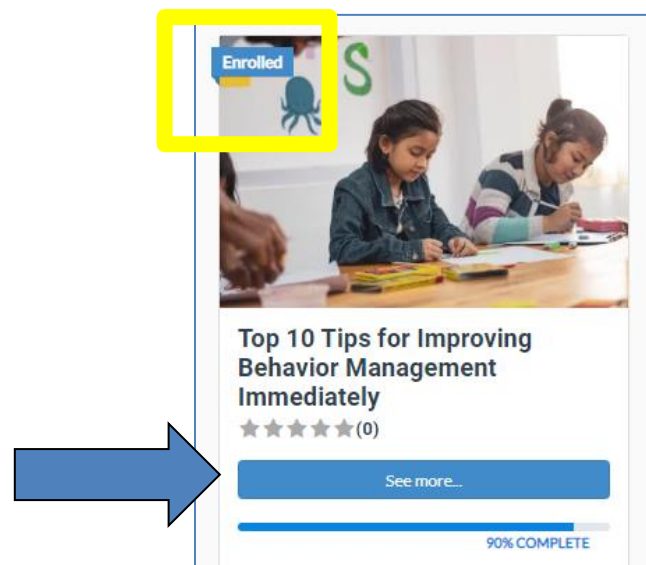 Enrolled
S
Top 10 Tips for Improving
Behavior Management
Immediately
(0)
See more...
90% COMPLETE